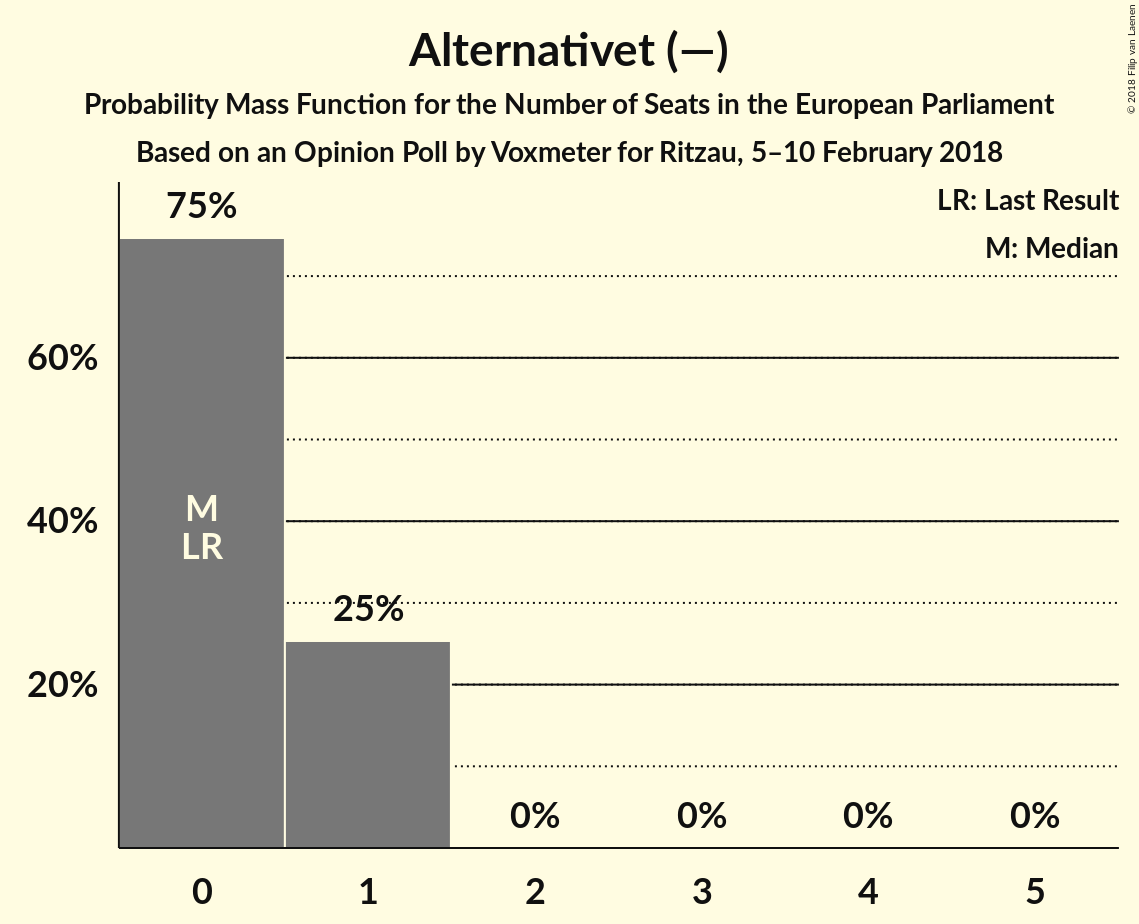 Alternativet (—)
Probability Mass Function for the Number of Seats in the European Parliament
Based on an Opinion Poll by Voxmeter for Ritzau, 5–10 February 2018
© 2018 Filip van Laenen
LR: Last Result
M: Median
75%
60%
40%
20%
M
LR
25%
0%
0%
0%
0%
0
1
2
3
4
5